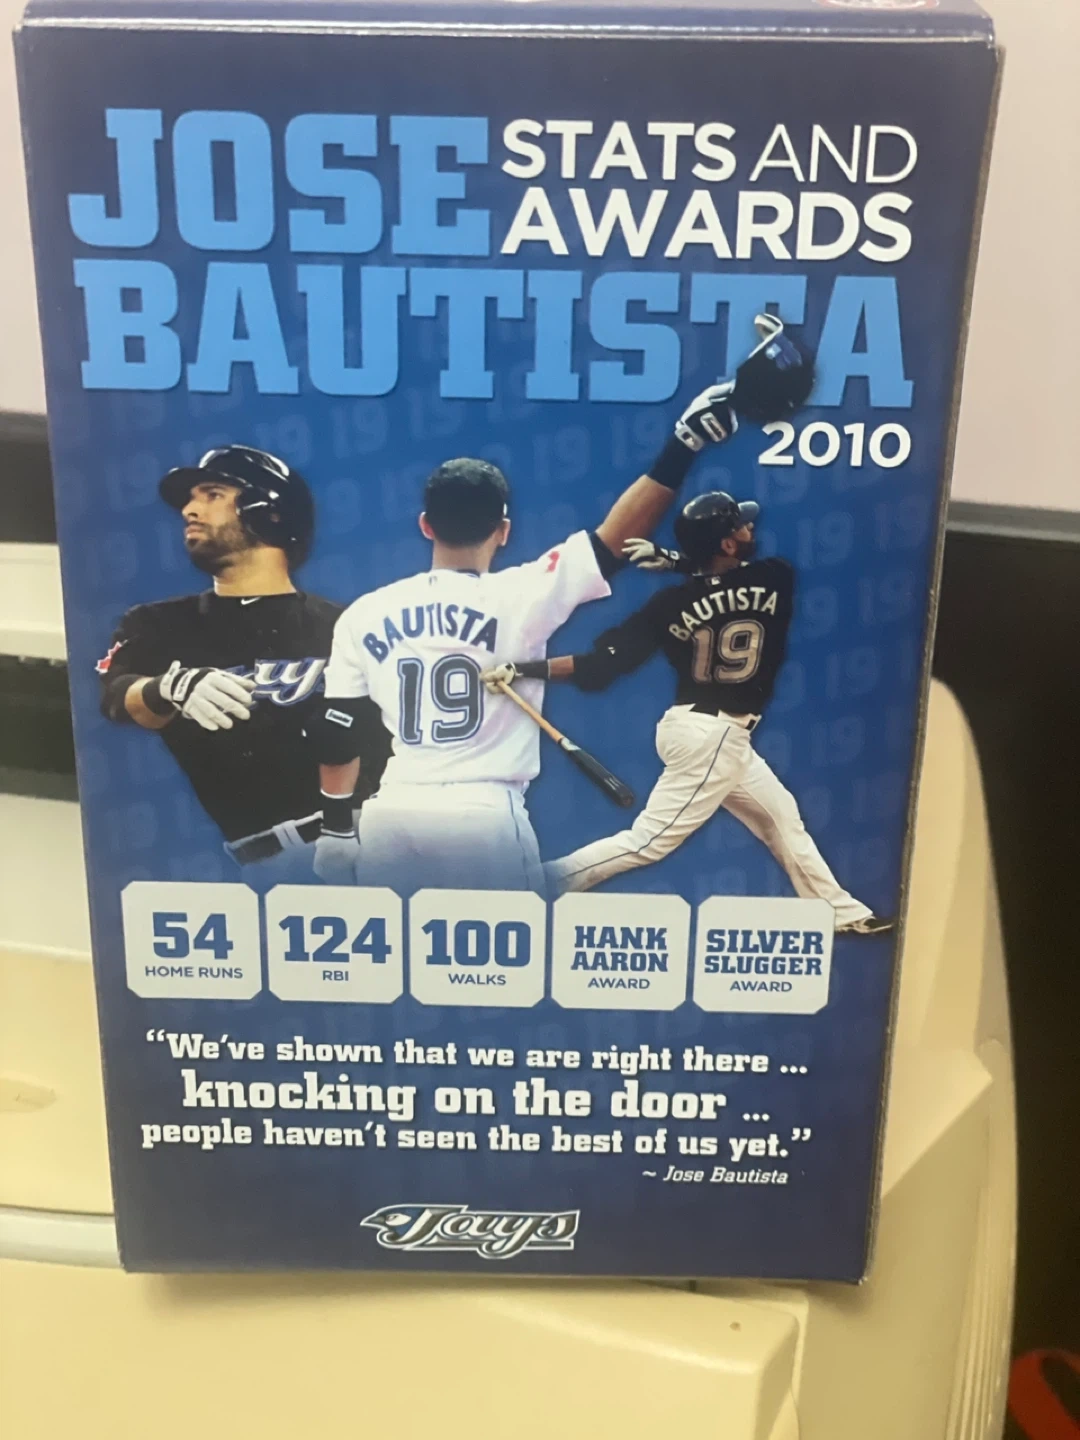 JOSE STATS AND
AWARDS
BAUTISTA
2010
BAUTISTA
19
BAUTISTA
19
54
HOME RUNS
124
RBI
100
WALKS
HANK
AARON
AWARD
SILVER
SLUGGER
AWARD
“We’ve shown that we are right there ...
knocking on the door ...
people haven’t seen the best of us yet.”
~ Jose Bautista
Jays